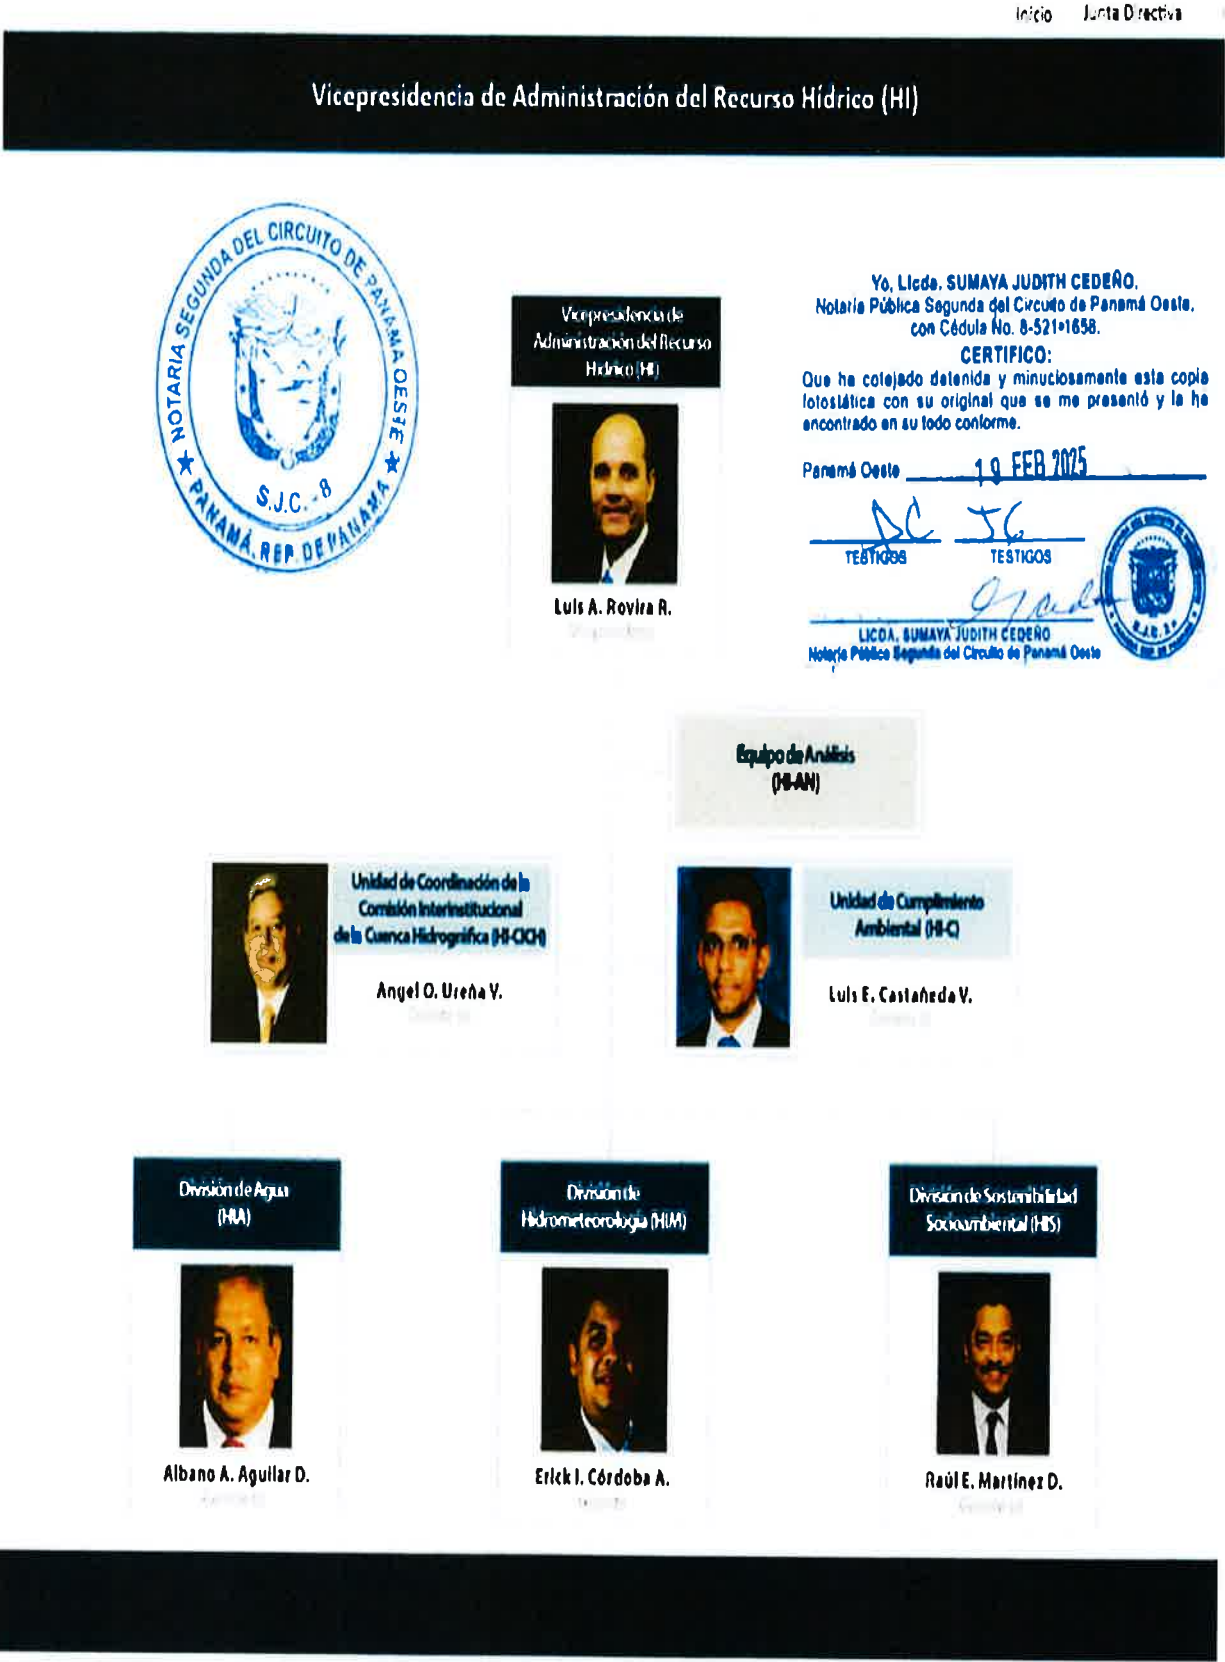 Inicio Junta Directiva
Vicepresidencia de Administración del Recurso Hídrico (HI)
NOTARIA SEGUNDA DEL CIRCUITO DE PANAMA OESTE
S.J.C. - 8
PANAMÁ, REP. DE PANAMA
Vicepresidencia de
Administración del Recurso
Hídrico (HI)
Luis A. Rovira R.
Yo, Licda. SUMAYA JUDITH CEDEÑO,
Notaria Pública Segunda del Circuito de Panamá Oeste,
con Cédula No. 8-521-1658.
CERTIFICO:
Que he cotejado detenida y minuciosamente esta copia
fotostática con su original que se me presentó y la he
encontrado en su todo conforme.
Panamá Oeste 19 FEB 2025
TESTIGOS TESTIGOS
LICDA. SUMAYA JUDITH CEDEÑO
Notaria Pública Segunda del Circuito de Panamá Oeste
Equipo de Análisis
(HI-AN)
Unidad de Coordinación de la
Comisión Interinstitucional
de la Cuenca Hidrográfica (HI-CICH)
Angel O. Ureña V.
Unidad de Cumplimiento
Ambiental (HI-C)
Luis E. Castañeda V.
División de Agua
(HIA)
Albano A. Aguilar D.
División de
Hidrometeorología (HIM)
Erick I. Córdoba A.
División de Sostenibilidad
Socioambiental (HIS)
Raúl E. Martínez D.